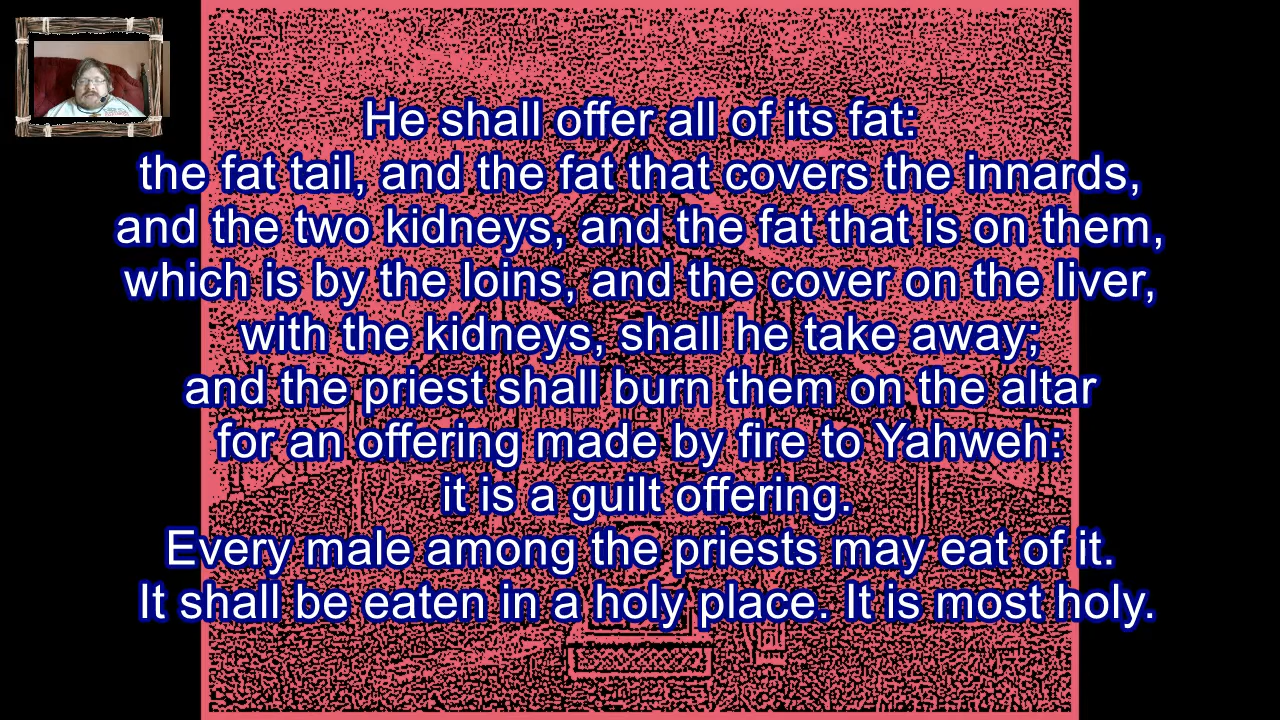 He shall offer all of its fat:
the fat tail, and the fat that covers the innards,
and the two kidneys, and the fat that is on them,
which is by the loins, and the cover on the liver,
with the kidneys, shall he take away;
and the priest shall burn them on the altar
for an offering made by fire to Yahweh:
it is a guilt offering.
Every male among the priests may eat of it.
It shall be eaten in a holy place. It is most holy.